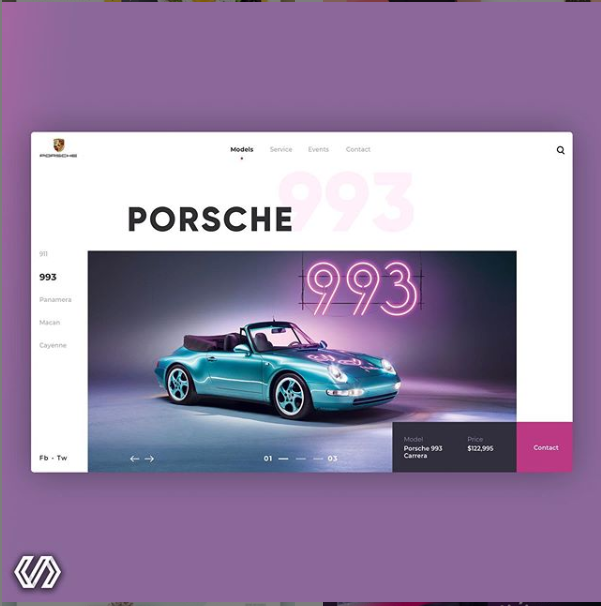 PORSCHE
Models Service Events Contact
993
PORSCHE
911
993
Panamera
Macan
Cayenne
993
Fb - Tw
01 03
Model Price
Porsche 993 $122,995
Carrera
Contact